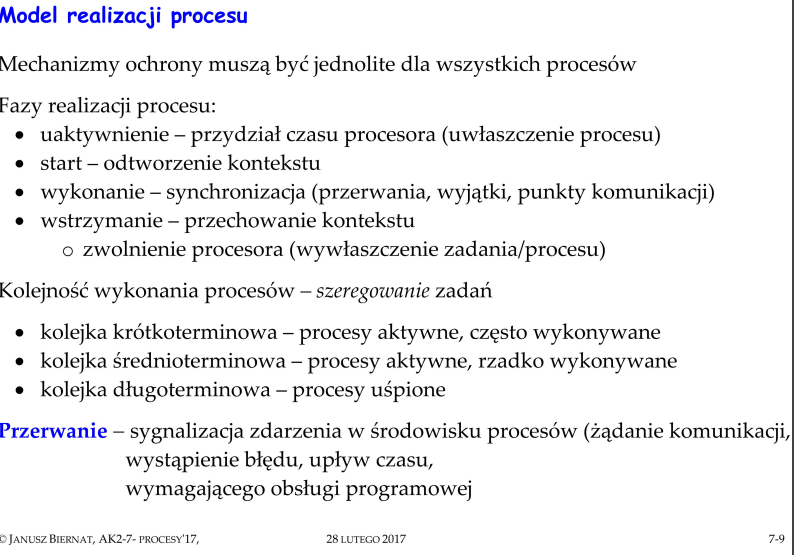 Model realizacji procesu
Mechanizmy ochrony muszą być jednolite dla wszystkich procesów
Fazy realizacji procesu:
• uaktywnienie – przydział czasu procesora (uwłaszczenie procesu)
• start – odtworzenie kontekstu
• wykonanie – synchronizacja (przerwania, wyjątki, punkty komunikacji)
• wstrzymanie – przechowanie kontekstu
o zwolnienie procesora (wywłaszczenie zadania/procesu)
Kolejność wykonania procesów – szeregowanie zadań
• kolejka krótkoterminowa – procesy aktywne, często wykonywane
• kolejka średnioterminowa – procesy aktywne, rzadko wykonywane
• kolejka długoterminowa – procesy uśpione
Przerwanie – sygnalizacja zdarzenia w środowisku procesów (żądanie komunikacji,
wystąpienie błędu, upływ czasu,
wymagającego obsługi programowej
© JANUSZ BIERNAT, AK2-7- PROCESY'17, 28 LUTEGO 2017 7-9